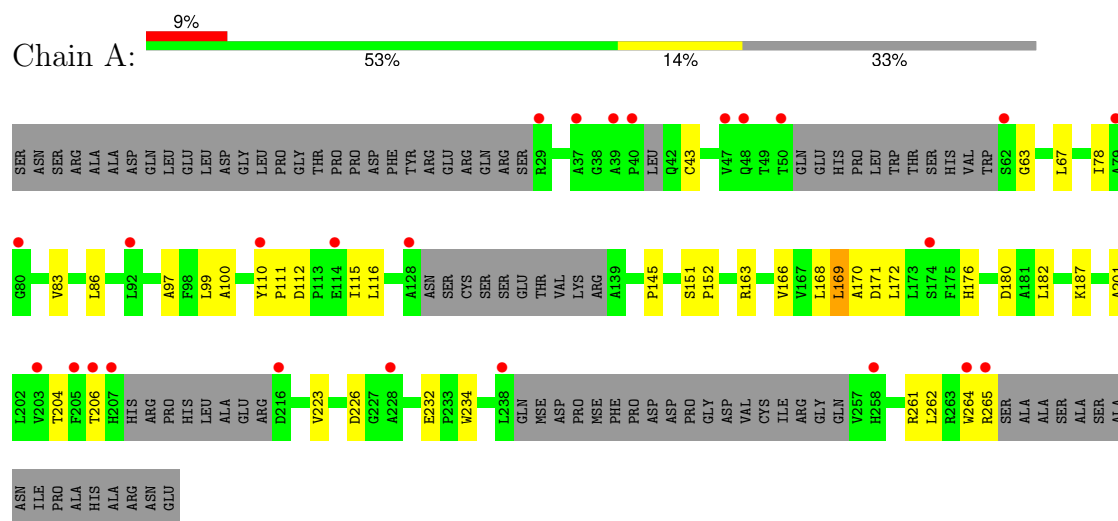 9%
Chain A:
53% 14% 33%
SER ASN SER ARG ALA ALA ASP GLN LEU GLU LEU ASP GLY LEU PRO GLY THR PRO PRO ASP PHE TYR ARG GLU ARG GLN ARG SER R29 A37 G38 A39 P40 LEU Q42 C43 V47 Q48 T49 T50 GLN GLU HIS PRO LEU TRP THR SER HIS VAL TRP S62 G63 L67 I78 A79
G80 V83 L86 L92 A97 F98 L99 A100 Y110 P111 D112 P113 E114 I115 L116 A128 ASN SER CYS SER SER GLU THR VAL LYS ARG A139 P145 S151 P152 R163 V166 V167 L168 L169 A170 D171 L172 L173 S174 F175 H176 D180 A181 L182 K187 A201
L202 V203 T204 F205 T206 H207 HIS ARG PRO HIS LEU ALA GLU ARG D216 V223 D226 G227 A228 E232 P233 W234 L238 GLN MSE ASP PRO MSE PHE PRO ASP ASP PRO GLY ASP VAL CYS ILE ARG GLY GLN V257 H258 R261 L262 R263 W264 R265 SER ALA ALA SER ALA SER ALA
ASN ILE PRO ALA HIS ALA ARG ASN GLU